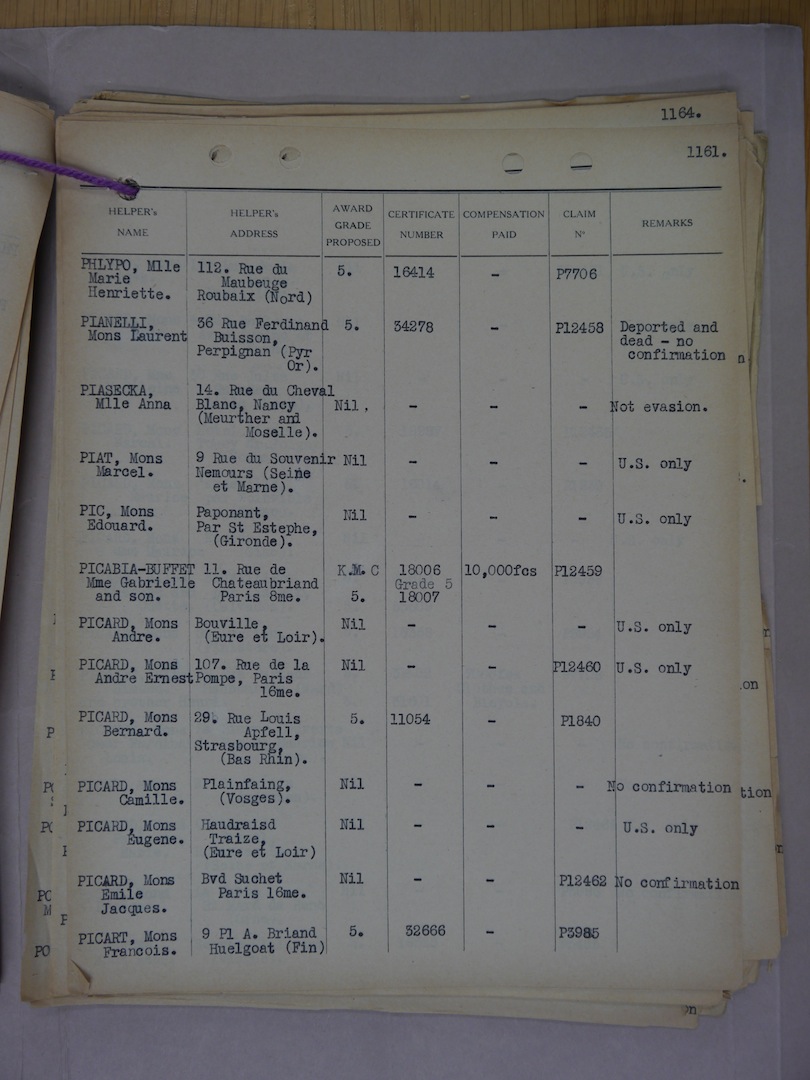 1164.
1161.
HELPER's NAME HELPER's ADDRESS AWARD GRADE PROPOSED CERTIFICATE NUMBER COMPENSATION PAID CLAIM Nº REMARKS
PHLYPO, Mlle 112. Rue du 5. 16414 - P7706
Marie Maubeuge
Henriette. Roubaix (Nord)
PIANELLI, 36 Rue Ferdinand 5. 34278 - P12458 Deported and
Mons Laurent Buisson, dead - no
Perpignan (Pyr confirmation
Or).
PIASECKA, 14. Rue du Cheval
Mlle Anna Blanc, Nancy Nil. - - - Not evasion.
(Meurther and
Moselle).
PIAT, Mons 9 Rue du Souvenir Nil - - - U.S. only
Marcel. Nemours (Seine
et Marne).
PIC, Mons Paponant, Nil - - - U.S. only
Edouard. Par St Estephe,
(Gironde).
PICABIA-BUFFET 11. Rue de K.M.C 18006 10,000fcs P12459
Mme Gabrielle Chateaubriand Grade 5
and son. Paris 8me. 5. 18007
PICARD, Mons Bouville, Nil - - - U.S. only
Andre. (Eure et Loir).
PICARD, Mons 107. Rue de la Nil - - P12460 U.S. only
Andre Ernest Pompe, Paris
16me.
PICARD, Mons 29. Rue Louis 5. 11054 - P1840
Bernard. Apfell,
Strasbourg,
(Bas Rhin).
PICARD, Mons Plainfaing, Nil - - - No confirmation
Camille. (Vosges).
PICARD, Mons Haudraisd Nil - - - U.S. only
Eugene. Traize,
(Eure et Loir)
PICARD, Mons Bvd Suchet Nil - - P12462 No confirmation
Emile Paris 16me.
Jacques.
PICART, Mons 9 Pl A. Briand 5. 32666 - P3985
Francois. Huelgoat (Fin)